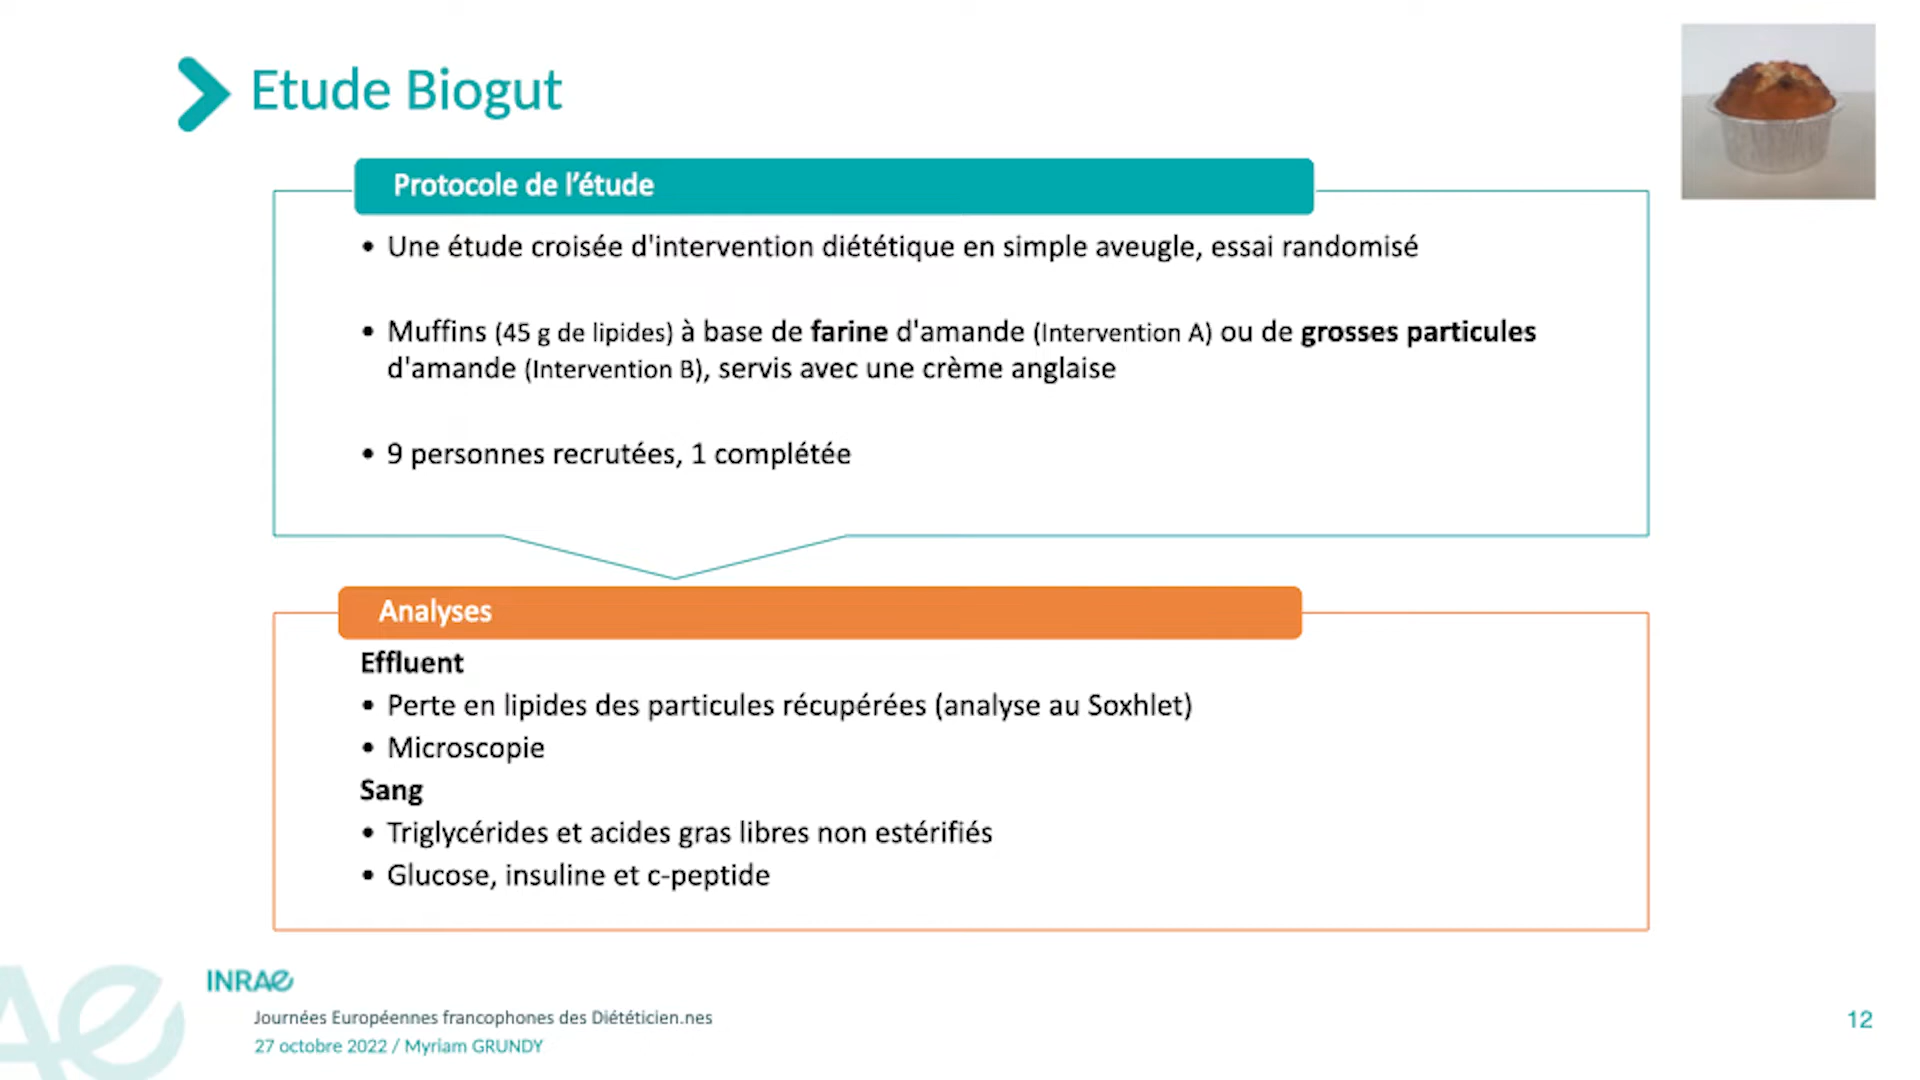 Etude Biogut
Protocole de l’étude
• Une étude croisée d'intervention diététique en simple aveugle, essai randomisé
• Muffins (45 g de lipides) à base de farine d'amande (Intervention A) ou de grosses particules
d'amande (Intervention B), servis avec une crème anglaise
• 9 personnes recrutées, 1 complétée
Analyses
Effluent
• Perte en lipides des particules récupérées (analyse au Soxhlet)
• Microscopie
Sang
• Triglycérides et acides gras libres non estérifiés
• Glucose, insuline et c-peptide
INRAE
Journées Européennes francophones des Diététicien.nes
27 octobre 2022 / Myriam GRUNDY
12